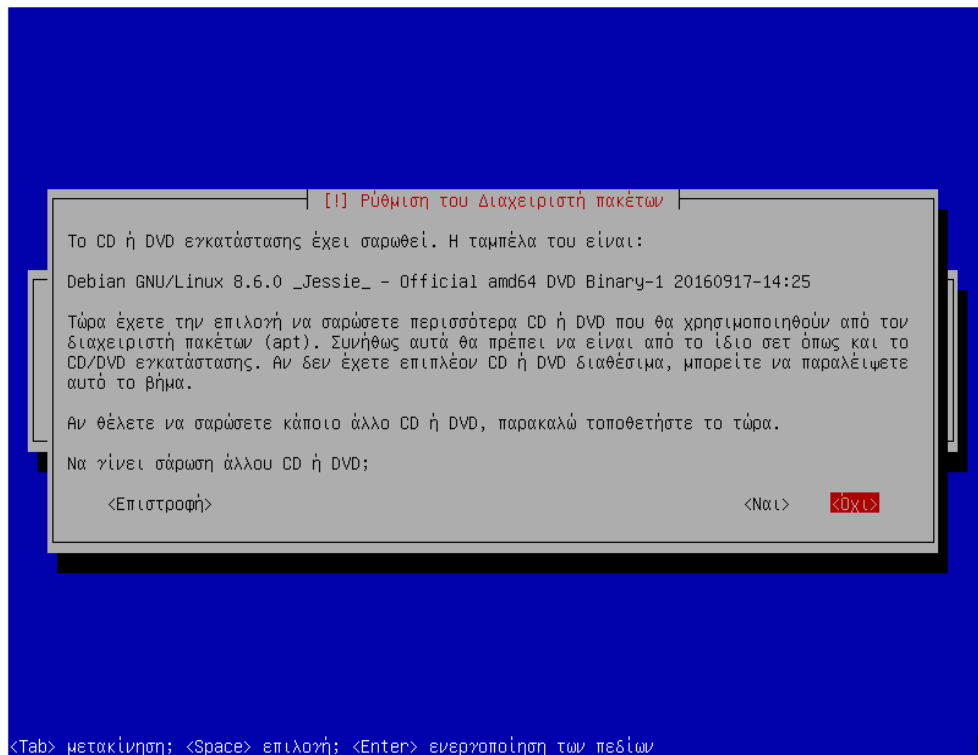 [!] Ρύθμιση του Διαχειριστή πακέτων
Το CD ή DVD εγκατάστασης έχει σαρωθεί. Η ταμπέλα του είναι:
Debian GNU/Linux 8.6.0 _Jessie_ - Official amd64 DVD Binary-1 20160917-14:25
Τώρα έχετε την επιλογή να σαρώσετε περισσότερα CD ή DVD που θα χρησιμοποιηθούν από τον
διαχειριστή πακέτων (apt). Συνήθως αυτά θα πρέπει να είναι από το ίδιο σετ όπως και το
CD/DVD εγκατάστασης. Αν δεν έχετε επιπλέον CD ή DVD διαθέσιμα, μπορείτε να παραλείψετε
αυτό το βήμα.
Αν θέλετε να σαρώσετε κάποιο άλλο CD ή DVD, παρακαλώ τοποθετήστε το τώρα.
Να γίνει σάρωση άλλου CD ή DVD;
<Επιστροφή> <Ναι> <Όχι>
<Tab> μετακίνηση; <Space> επιλογή; <Enter> ενεργοποίηση των πεδίων